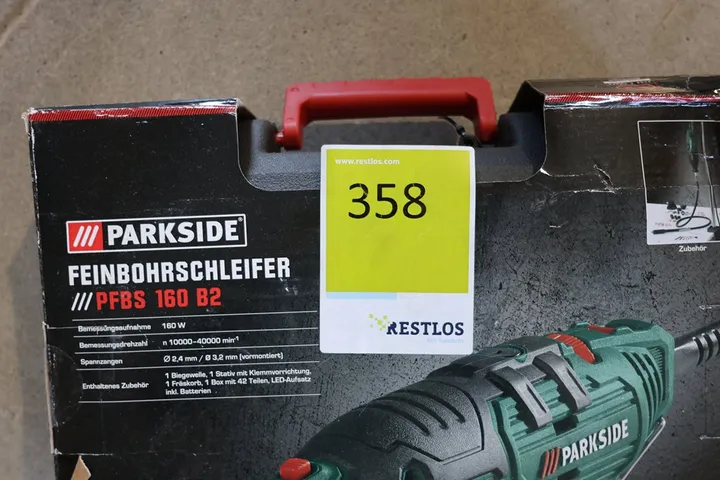 www.restlos.com
358
RESTLOS
/// PARKSIDE®
FEINBOHRSCHLEIFER
/// PFBS 160 B2
Bemessungsaufnahme 160 W
Bemessungsdrehzahl n 10000-40000 min-1
Spannzangen Ø 2,4 mm / Ø 3,2 mm (vormontiert)
Enthaltenes Zubehör 1 Biegewelle, 1 Stativ mit Klemmvorrichtung,
1 Fräskorb, 1 Box mit 42 Teilen, LED-Aufsatz
inkl. Batterien
Zubehör
/// PARKSIDE